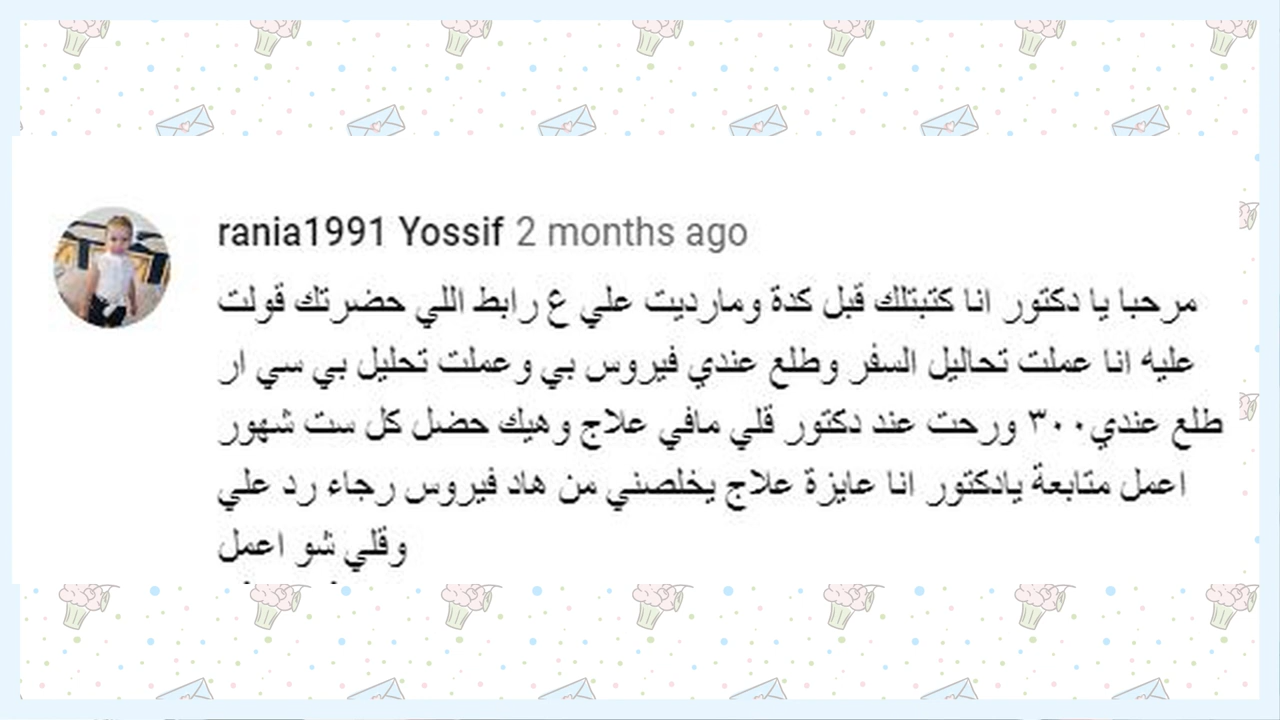 rania1991 Yossif 2 months ago
مرحبا يا دكتور انا كتبتلك قبل كدة ومارديت علي ع رابط اللي حضرتك قولت
عليه انا عملت تحاليل السفر وطلع عندي فيروس بي وعملت تحليل بي سي ار
طلع عندي٣٠٠ ورحت عند دكتور قلي مافي علاج وهيك حضل كل ست شهور
اعمل متابعة يادكتور انا عايزة علاج يخلصني من هاد فيروس رجاء رد علي
وقلي شو اعمل